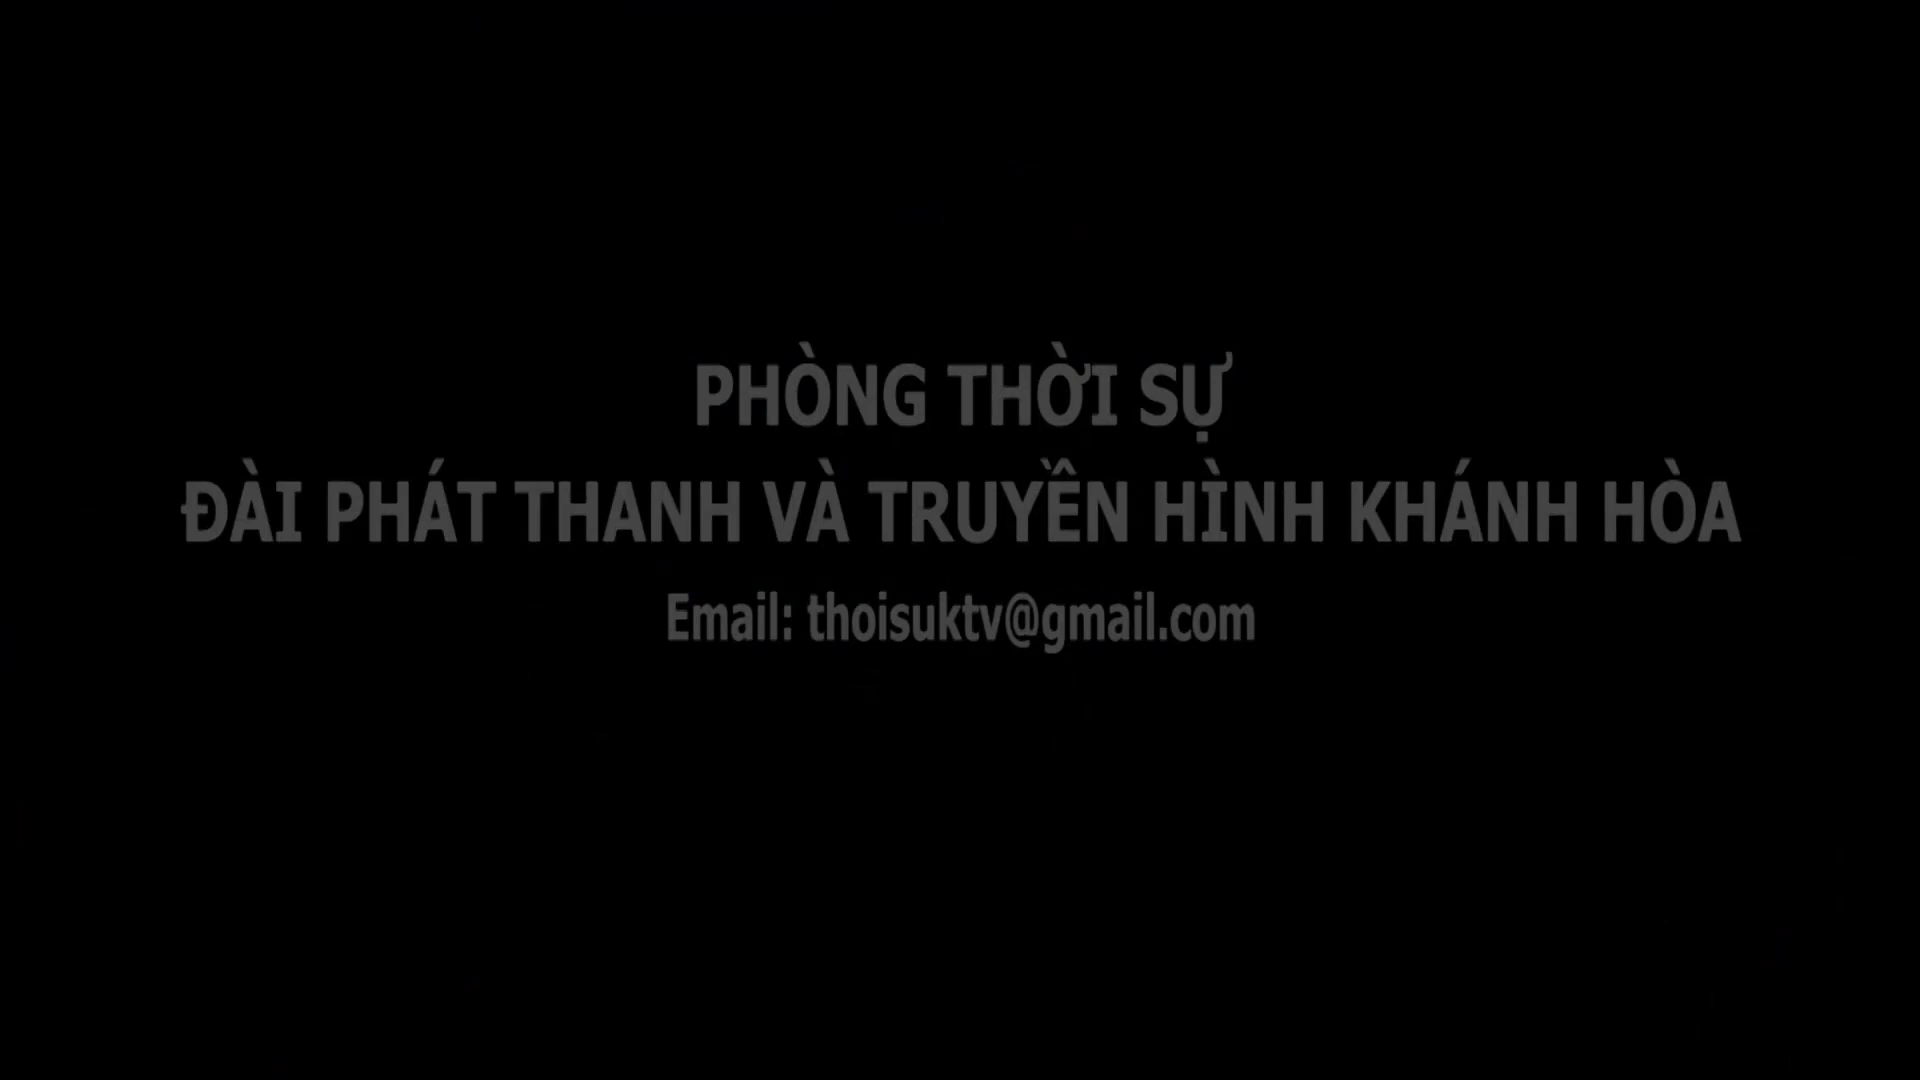 PHÒNG THỜI SỰ
ĐÀI PHÁT THANH VÀ TRUYỀN HÌNH KHÁNH HÒA
Email: thoisuktv@gmail.com